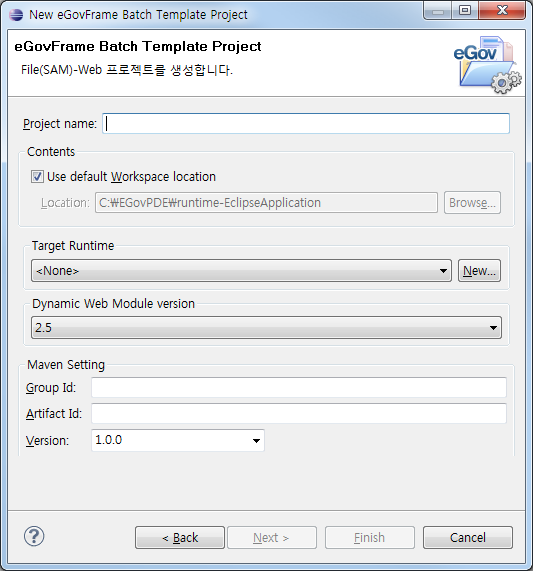 New eGovFrame Batch Template Project
eGovFrame Batch Template Project
File(SAM)-Web 프로젝트를 생성합니다.
eGov
Project name:
Contents
Use default Workspace location
Location: C:₩EGovPDE₩runtime-EclipseApplication Browse...
Target Runtime
<None> New...
Dynamic Web Module version
2.5
Maven Setting
Group Id:
Artifact Id:
Version: 1.0.0
? < Back Next > Finish Cancel